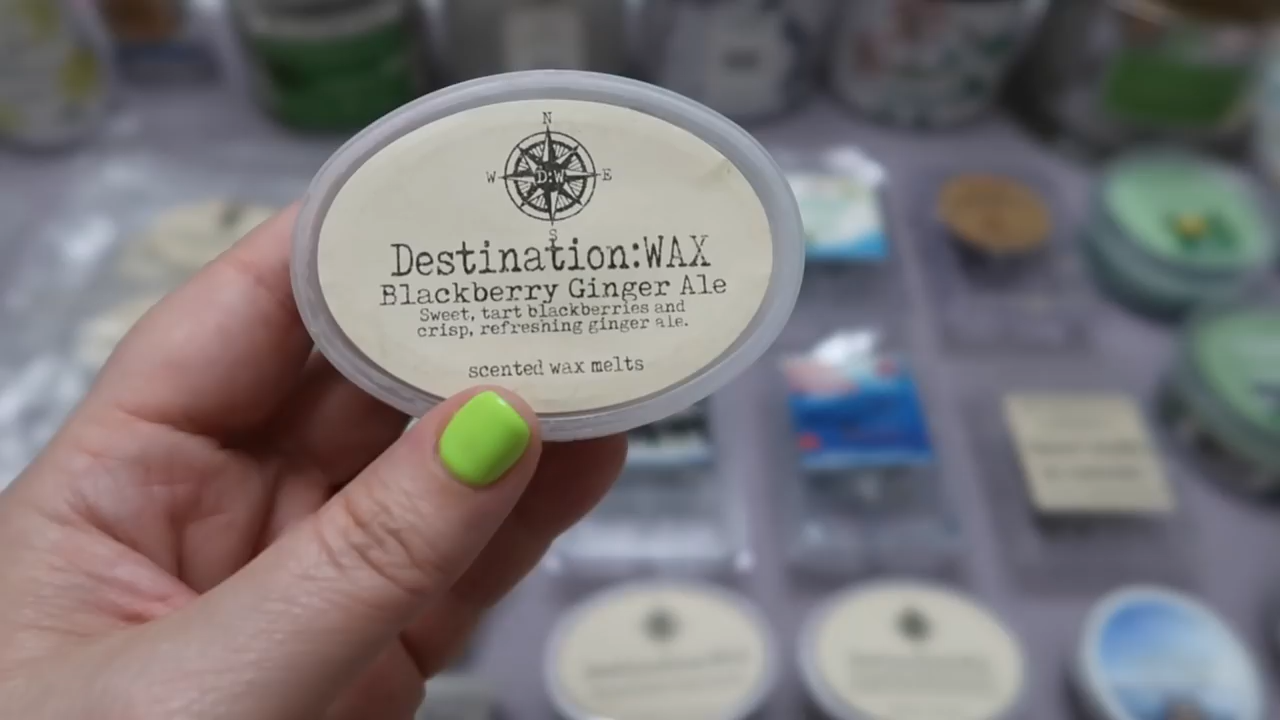 N
W D:W E
S
Destination:WAX
Blackberry Ginger Ale
Sweet, tart blackberries and
crisp, refreshing ginger ale.
scented wax melts